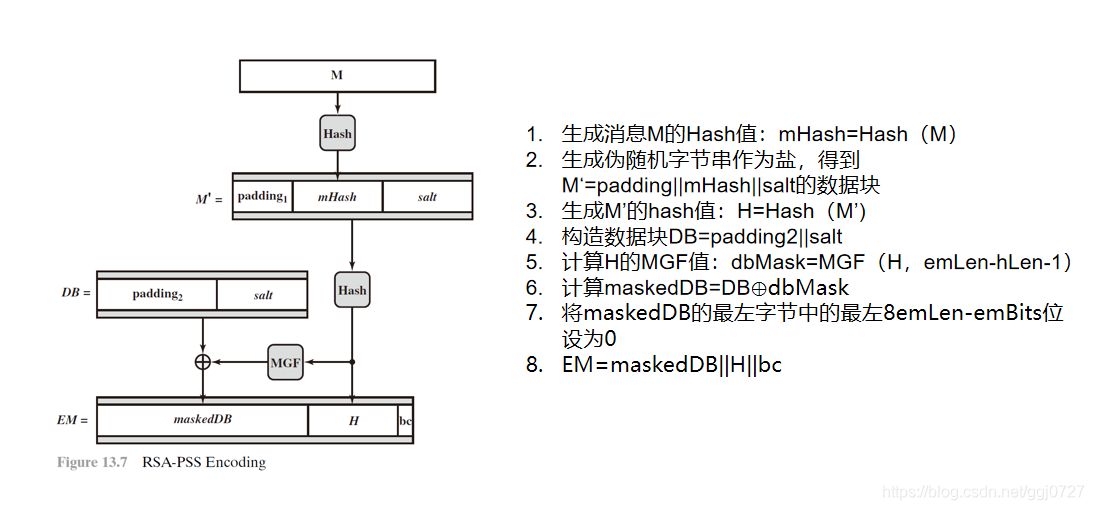 M
Hash
M' = padding1 mHash salt
DB = padding2 salt
Hash
MGF
EM = maskedDB H bc
Figure 13.7 RSA-PSS Encoding
1. 生成消息M的Hash值：mHash=Hash（M）
2. 生成伪随机字节串作为盐，得到
M‘=padding||mHash||salt的数据块
3. 生成M’的hash值：H=Hash（M’)
4. 构造数据块DB=padding2||salt
5. 计算H的MGF值：dbMask=MGF（H，emLen-hLen-1）
6. 计算maskedDB=DB⊕dbMask
7. 将maskedDB的最左字节中的最左8emLen-emBits位
设为0
8. EM=maskedDB||H||bc
https://blog.csdn.net/ggj0727